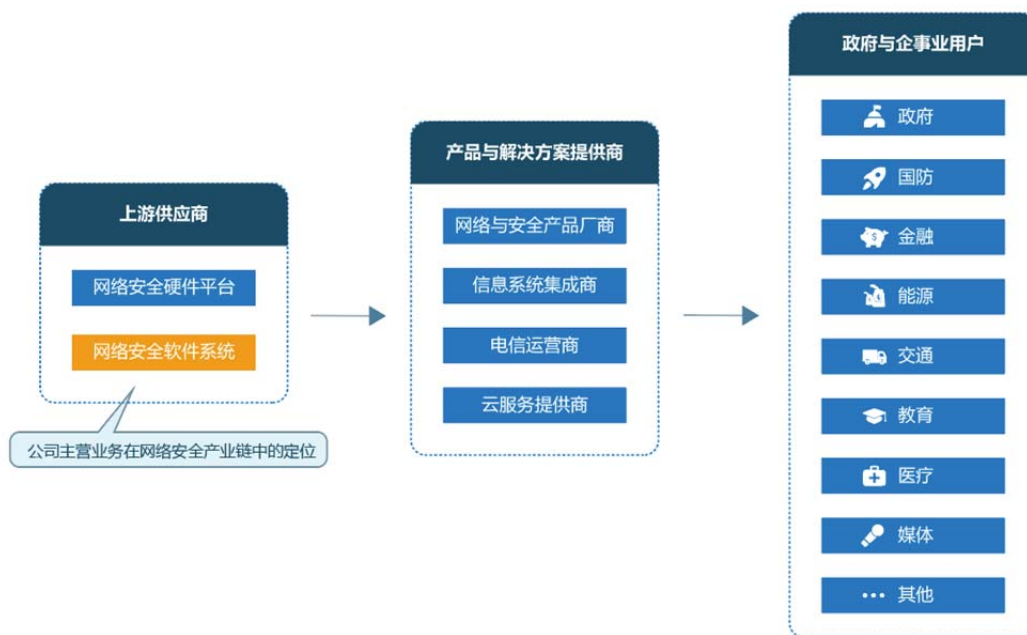 上游供应商
网络安全硬件平台
网络安全软件系统
公司主营业务在网络安全产业链中的定位
产品与解决方案提供商
网络与安全产品厂商
信息系统集成商
电信运营商
云服务提供商
政府与企事业用户
政府
国防
金融
能源
交通
教育
医疗
媒体
其他